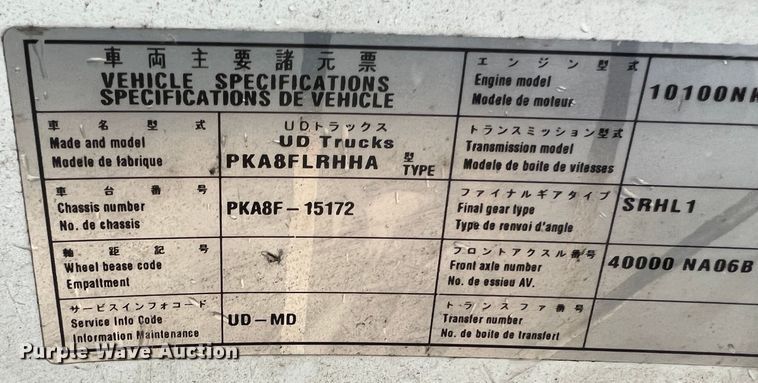 車両主要諸元票
VEHICLE SPECIFICATIONS
SPECIFICATIONS DE VEHICLE
車名型式
Made and model
Modele de fabrique
UDトラックス
UD Trucks
PKA8FLRHHA 型 TYPE
車台番号
Chassis number
No. de chassis
PKA8F-15172
軸距記号
Wheel bease code
Empattment
サービスインフォコード
Service Info Code
Information Maintenance
UD-MD
エンジン型式
Engine model
Modele de moteur
10100NK
トランスミッション型式
Transmission model
Modele de boite de vitesses
ファイナルギアタイプ
Final gear type
Type de renvoi d'angle
SRHL1
フロントアクスル番号
Front axle number
No. de essieu AV.
40000 NA06B
トランスファ番号
Transfer number
No. de boite de transfert
Purple Wave Auction